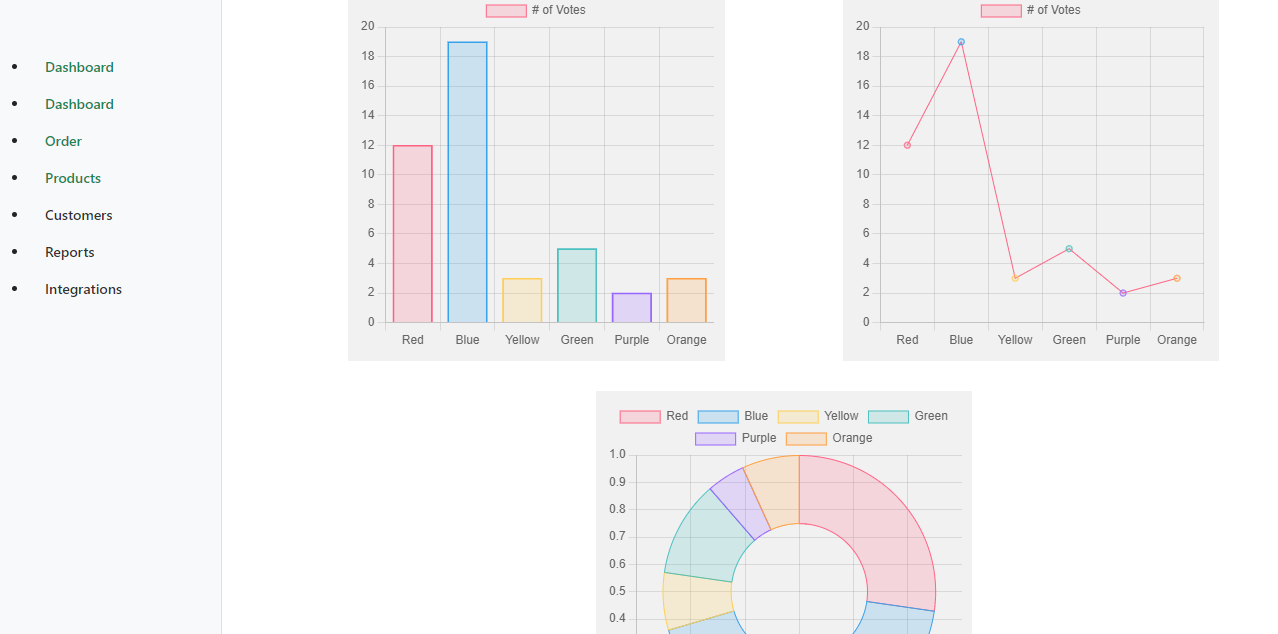 Dashboard
Dashboard
Order
Products
Customers
Reports
Integrations
# of Votes
20
18
16
14
12
10
8
6
4
2
0
Red Blue Yellow Green Purple Orange
# of Votes
20
18
16
14
12
10
8
6
4
2
0
Red Blue Yellow Green Purple Orange
Red Blue Yellow Green
Purple Orange
1.0
0.9
0.8
0.7
0.6
0.5
0.4